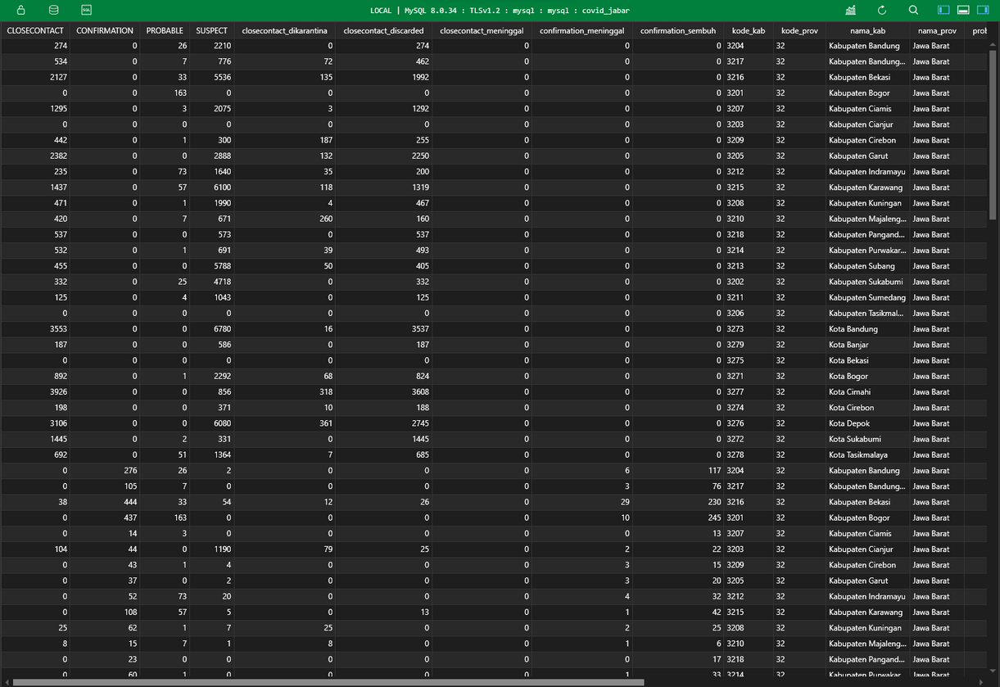 LOCAL | MySQL 8.0.34 : TLSv1.2 : mysql : mysql : covid_jabar
SQL
CLOSECONTACT CONFIRMATION PROBABLE SUSPECT closecontact_dikarantina closecontact_discarded closecontact_meninggal confirmation_meninggal confirmation_sembuh kode_kab kode_prov nama_kab nama_prov prob
274 0 26 2210 0 274 0 0 0 3204 32 Kabupaten Bandung Jawa Barat
534 0 7 776 72 462 0 0 0 3217 32 Kabupaten Bandung... Jawa Barat
2127 0 33 5536 135 1992 0 0 0 3216 32 Kabupaten Bekasi Jawa Barat
0 0 163 0 0 0 0 0 0 3201 32 Kabupaten Bogor Jawa Barat
1295 0 3 2075 3 1292 0 0 0 3207 32 Kabupaten Ciamis Jawa Barat
0 0 0 0 0 0 0 0 0 3203 32 Kabupaten Cianjur Jawa Barat
442 0 1 300 187 255 0 0 0 3209 32 Kabupaten Cirebon Jawa Barat
2382 0 0 2888 132 2250 0 0 0 3205 32 Kabupaten Garut Jawa Barat
235 0 73 1640 35 200 0 0 0 3212 32 Kabupaten Indramayu Jawa Barat
1437 0 57 6100 118 1319 0 0 0 3215 32 Kabupaten Karawang Jawa Barat
471 0 1 1990 4 467 0 0 0 3208 32 Kabupaten Kuningan Jawa Barat
420 0 7 671 260 160 0 0 0 3210 32 Kabupaten Majaleng... Jawa Barat
537 0 0 573 0 537 0 0 0 3218 32 Kabupaten Pangand... Jawa Barat
532 0 1 691 39 493 0 0 0 3214 32 Kabupaten Purwakar... Jawa Barat
455 0 0 5788 50 405 0 0 0 3213 32 Kabupaten Subang Jawa Barat
332 0 25 4718 0 332 0 0 0 3202 32 Kabupaten Sukabumi Jawa Barat
125 0 4 1043 0 125 0 0 0 3211 32 Kabupaten Sumedang Jawa Barat
0 0 0 0 0 0 0 0 0 3206 32 Kabupaten Tasikmal... Jawa Barat
3553 0 0 6780 16 3537 0 0 0 3273 32 Kota Bandung Jawa Barat
187 0 0 586 0 187 0 0 0 3279 32 Kota Banjar Jawa Barat
0 0 0 0 0 0 0 0 0 3275 32 Kota Bekasi Jawa Barat
892 0 1 2292 68 824 0 0 0 3271 32 Kota Bogor Jawa Barat
3926 0 0 856 318 3608 0 0 0 3277 32 Kota Cimahi Jawa Barat
198 0 0 371 10 188 0 0 0 3274 32 Kota Cirebon Jawa Barat
3106 0 0 6080 361 2745 0 0 0 3276 32 Kota Depok Jawa Barat
1445 0 2 331 0 1445 0 0 0 3272 32 Kota Sukabumi Jawa Barat
692 0 51 1364 7 685 0 0 0 3278 32 Kota Tasikmalaya Jawa Barat
0 276 26 2 0 0 0 6 117 3204 32 Kabupaten Bandung Jawa Barat
0 105 7 0 0 0 0 3 76 3217 32 Kabupaten Bandung... Jawa Barat
38 444 33 54 12 26 0 29 230 3216 32 Kabupaten Bekasi Jawa Barat
0 437 163 0 0 0 0 10 245 3201 32 Kabupaten Bogor Jawa Barat
0 14 3 0 0 0 0 0 13 3207 32 Kabupaten Ciamis Jawa Barat
104 44 0 1190 79 25 0 2 22 3203 32 Kabupaten Cianjur Jawa Barat
0 43 1 4 0 0 0 3 15 3209 32 Kabupaten Cirebon Jawa Barat
0 37 0 2 0 0 0 3 20 3205 32 Kabupaten Garut Jawa Barat
0 52 73 20 0 0 0 4 32 3212 32 Kabupaten Indramayu Jawa Barat
0 108 57 5 0 13 0 1 42 3215 32 Kabupaten Karawang Jawa Barat
25 62 1 7 25 0 0 2 25 3208 32 Kabupaten Kuningan Jawa Barat
8 15 7 1 8 0 0 1 6 3210 32 Kabupaten Majaleng... Jawa Barat
0 23 0 0 0 0 0 0 17 3218 32 Kabupaten Pangand... Jawa Barat
0 60 1 0 0 0 0 1 33 3214 32 Kabupaten Purwakar... Jawa Barat